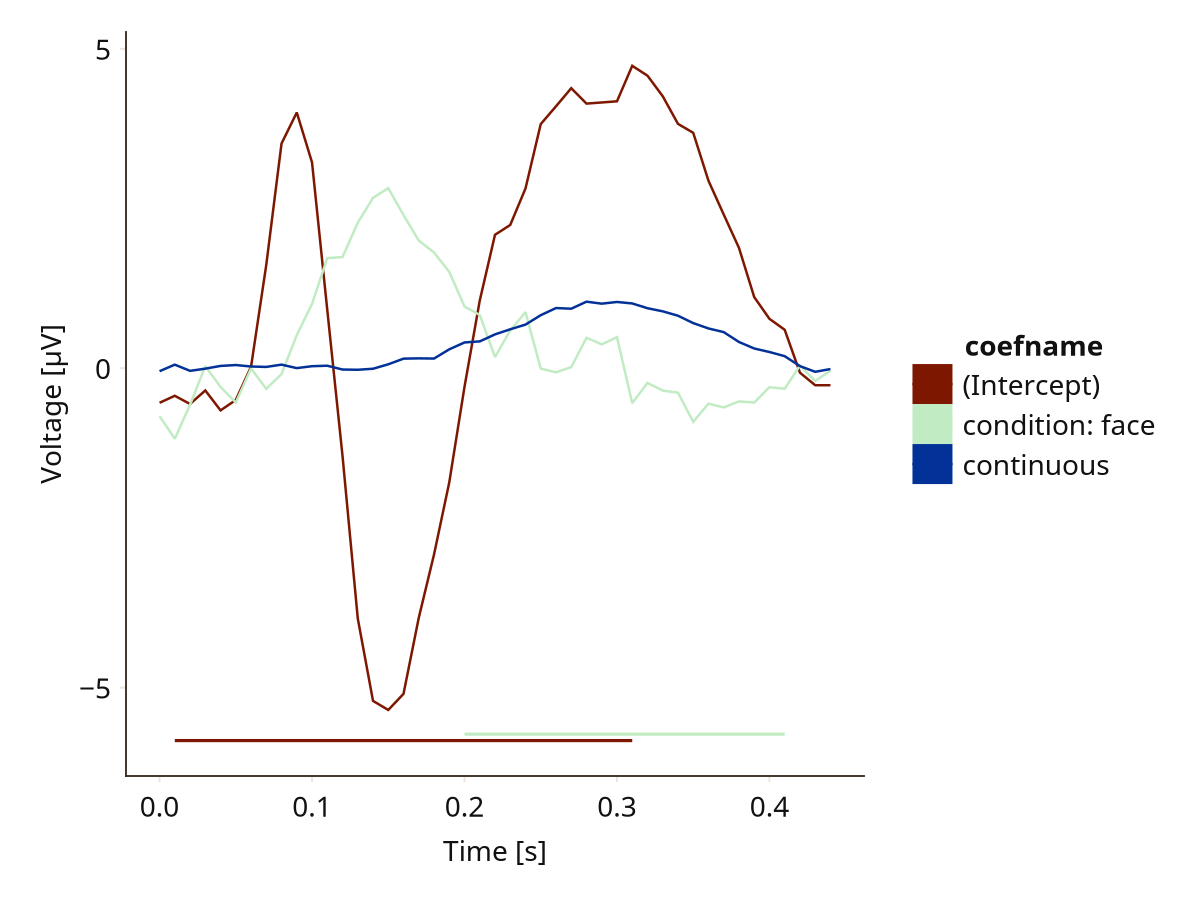 5
0
−5
Voltage [µV]
0.0 0.1 0.2 0.3 0.4
Time [s]
coefname
(Intercept)
condition: face
continuous